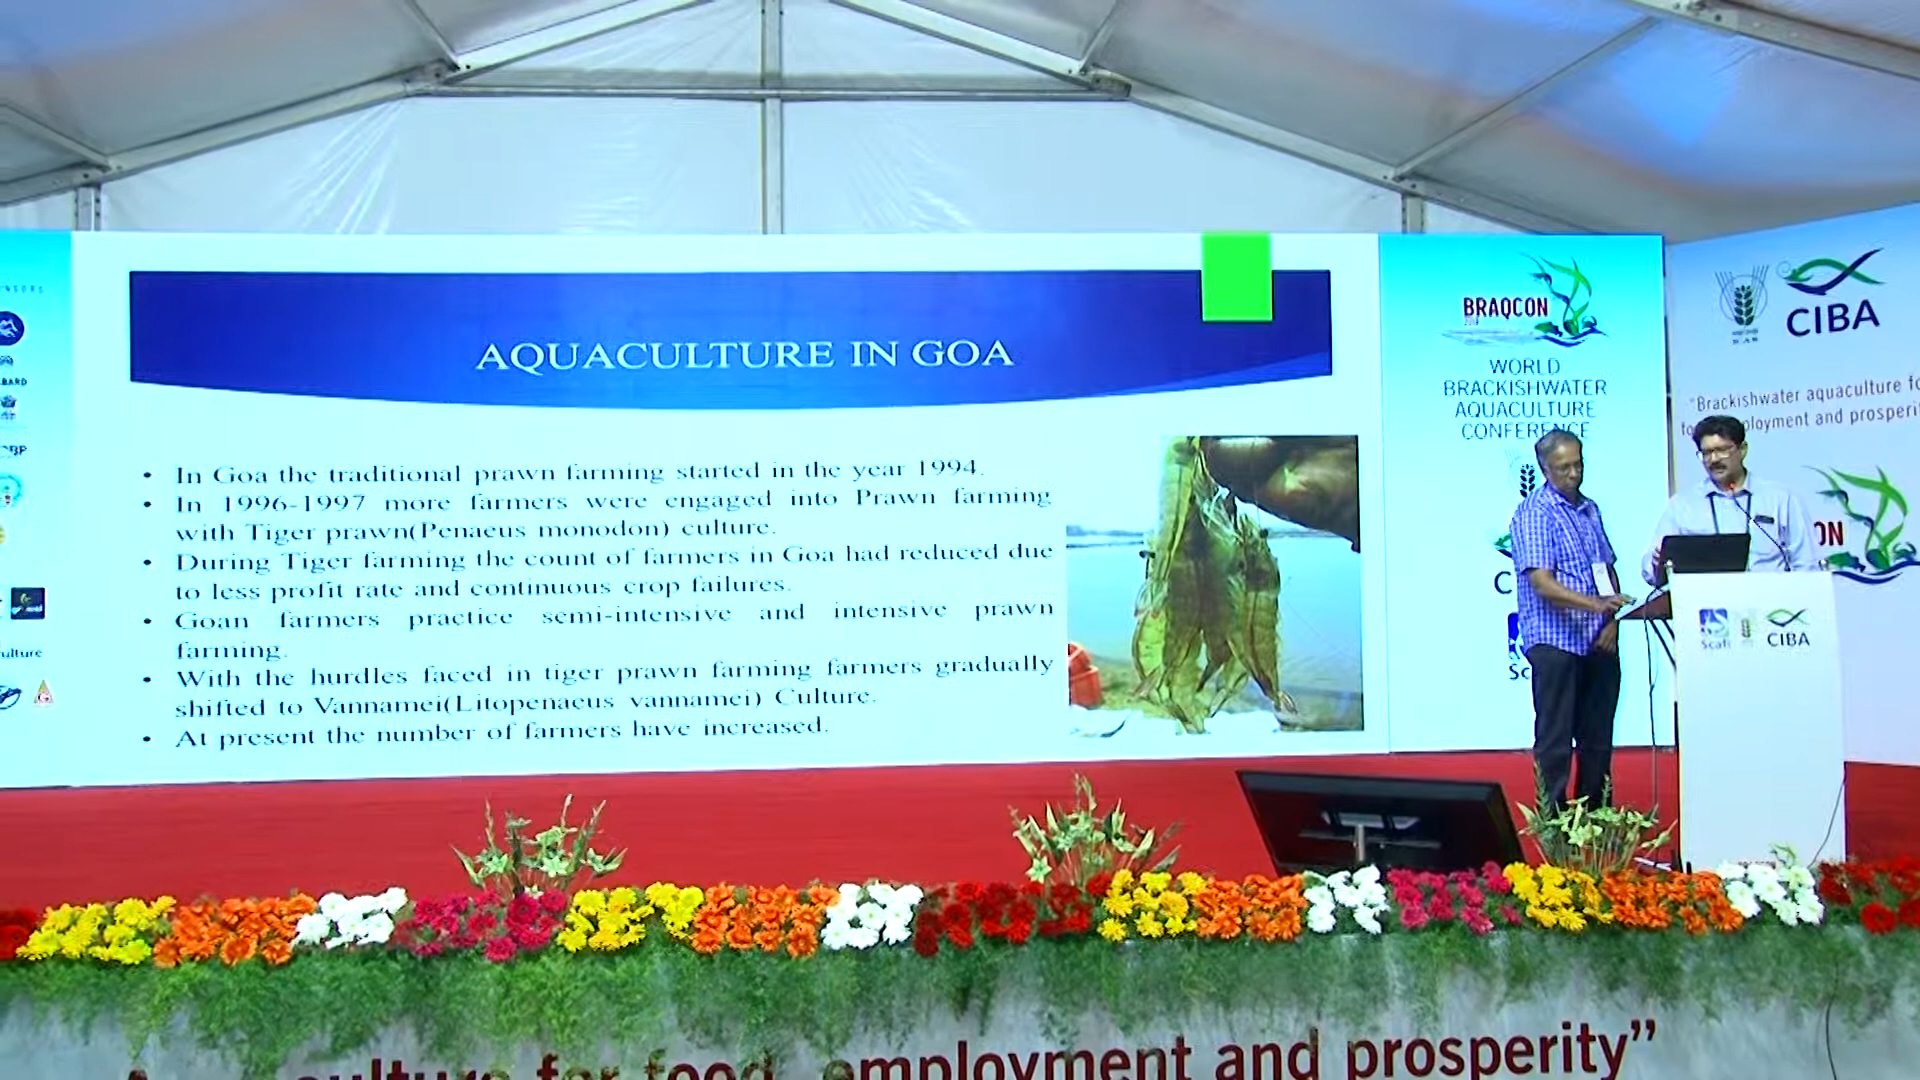 AQUACULTURE IN GOA
• In Goa the traditional prawn farming started in the year 1994.
• In 1996-1997 more farmers were engaged into Prawn farming
with Tiger prawn(Penaeus monodon) culture.
• During Tiger farming the count of farmers in Goa had reduced due
to less profit rate and continuous crop failures.
• Goan farmers practice semi-intensive and intensive prawn
farming.
• With the hurdles faced in tiger prawn farming farmers gradually
shifted to Vannamei(Litopenaeus vannamei) Culture.
• At present the number of farmers have increased.
BRAQCON
WORLD
BRACKISHWATER
AQUACULTURE
CONFERENCE
CIBA
"Brackishwater aquaculture
employment and
CIBA
for food, employment and prosperity”